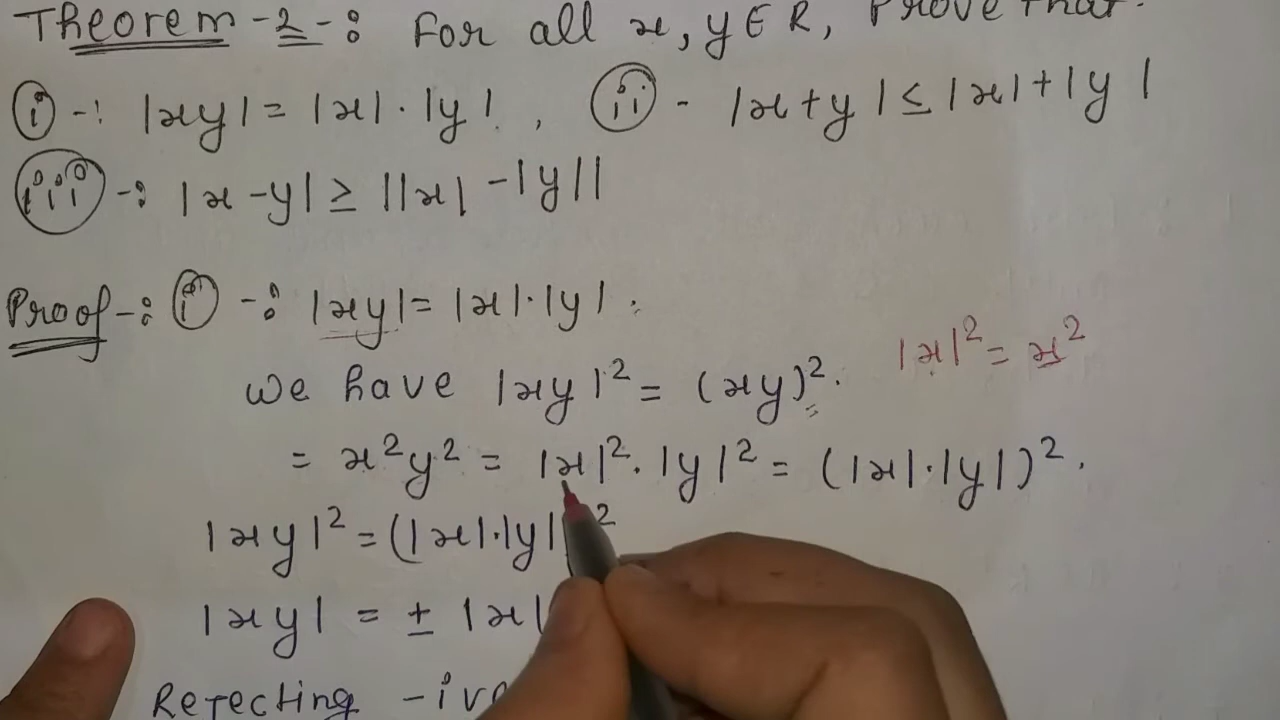 Theorem -2-: For all x, y ∈ R, Prove that.
(i) -: |xy| = |x|·|y|, (ii) - |x+y| ≤ |x|+|y|
(iii) -: |x-y| ≥ ||x| -|y||
Proof-: (i) -: |xy| = |x|·|y|.
We have |xy|² = (xy)².
|x|² = x²
= x²y² = |x|²·|y|² = (|x|·|y|)².
|xy|² = (|x|·|y|)²
|xy| = ± |x|
Rejecting -ive